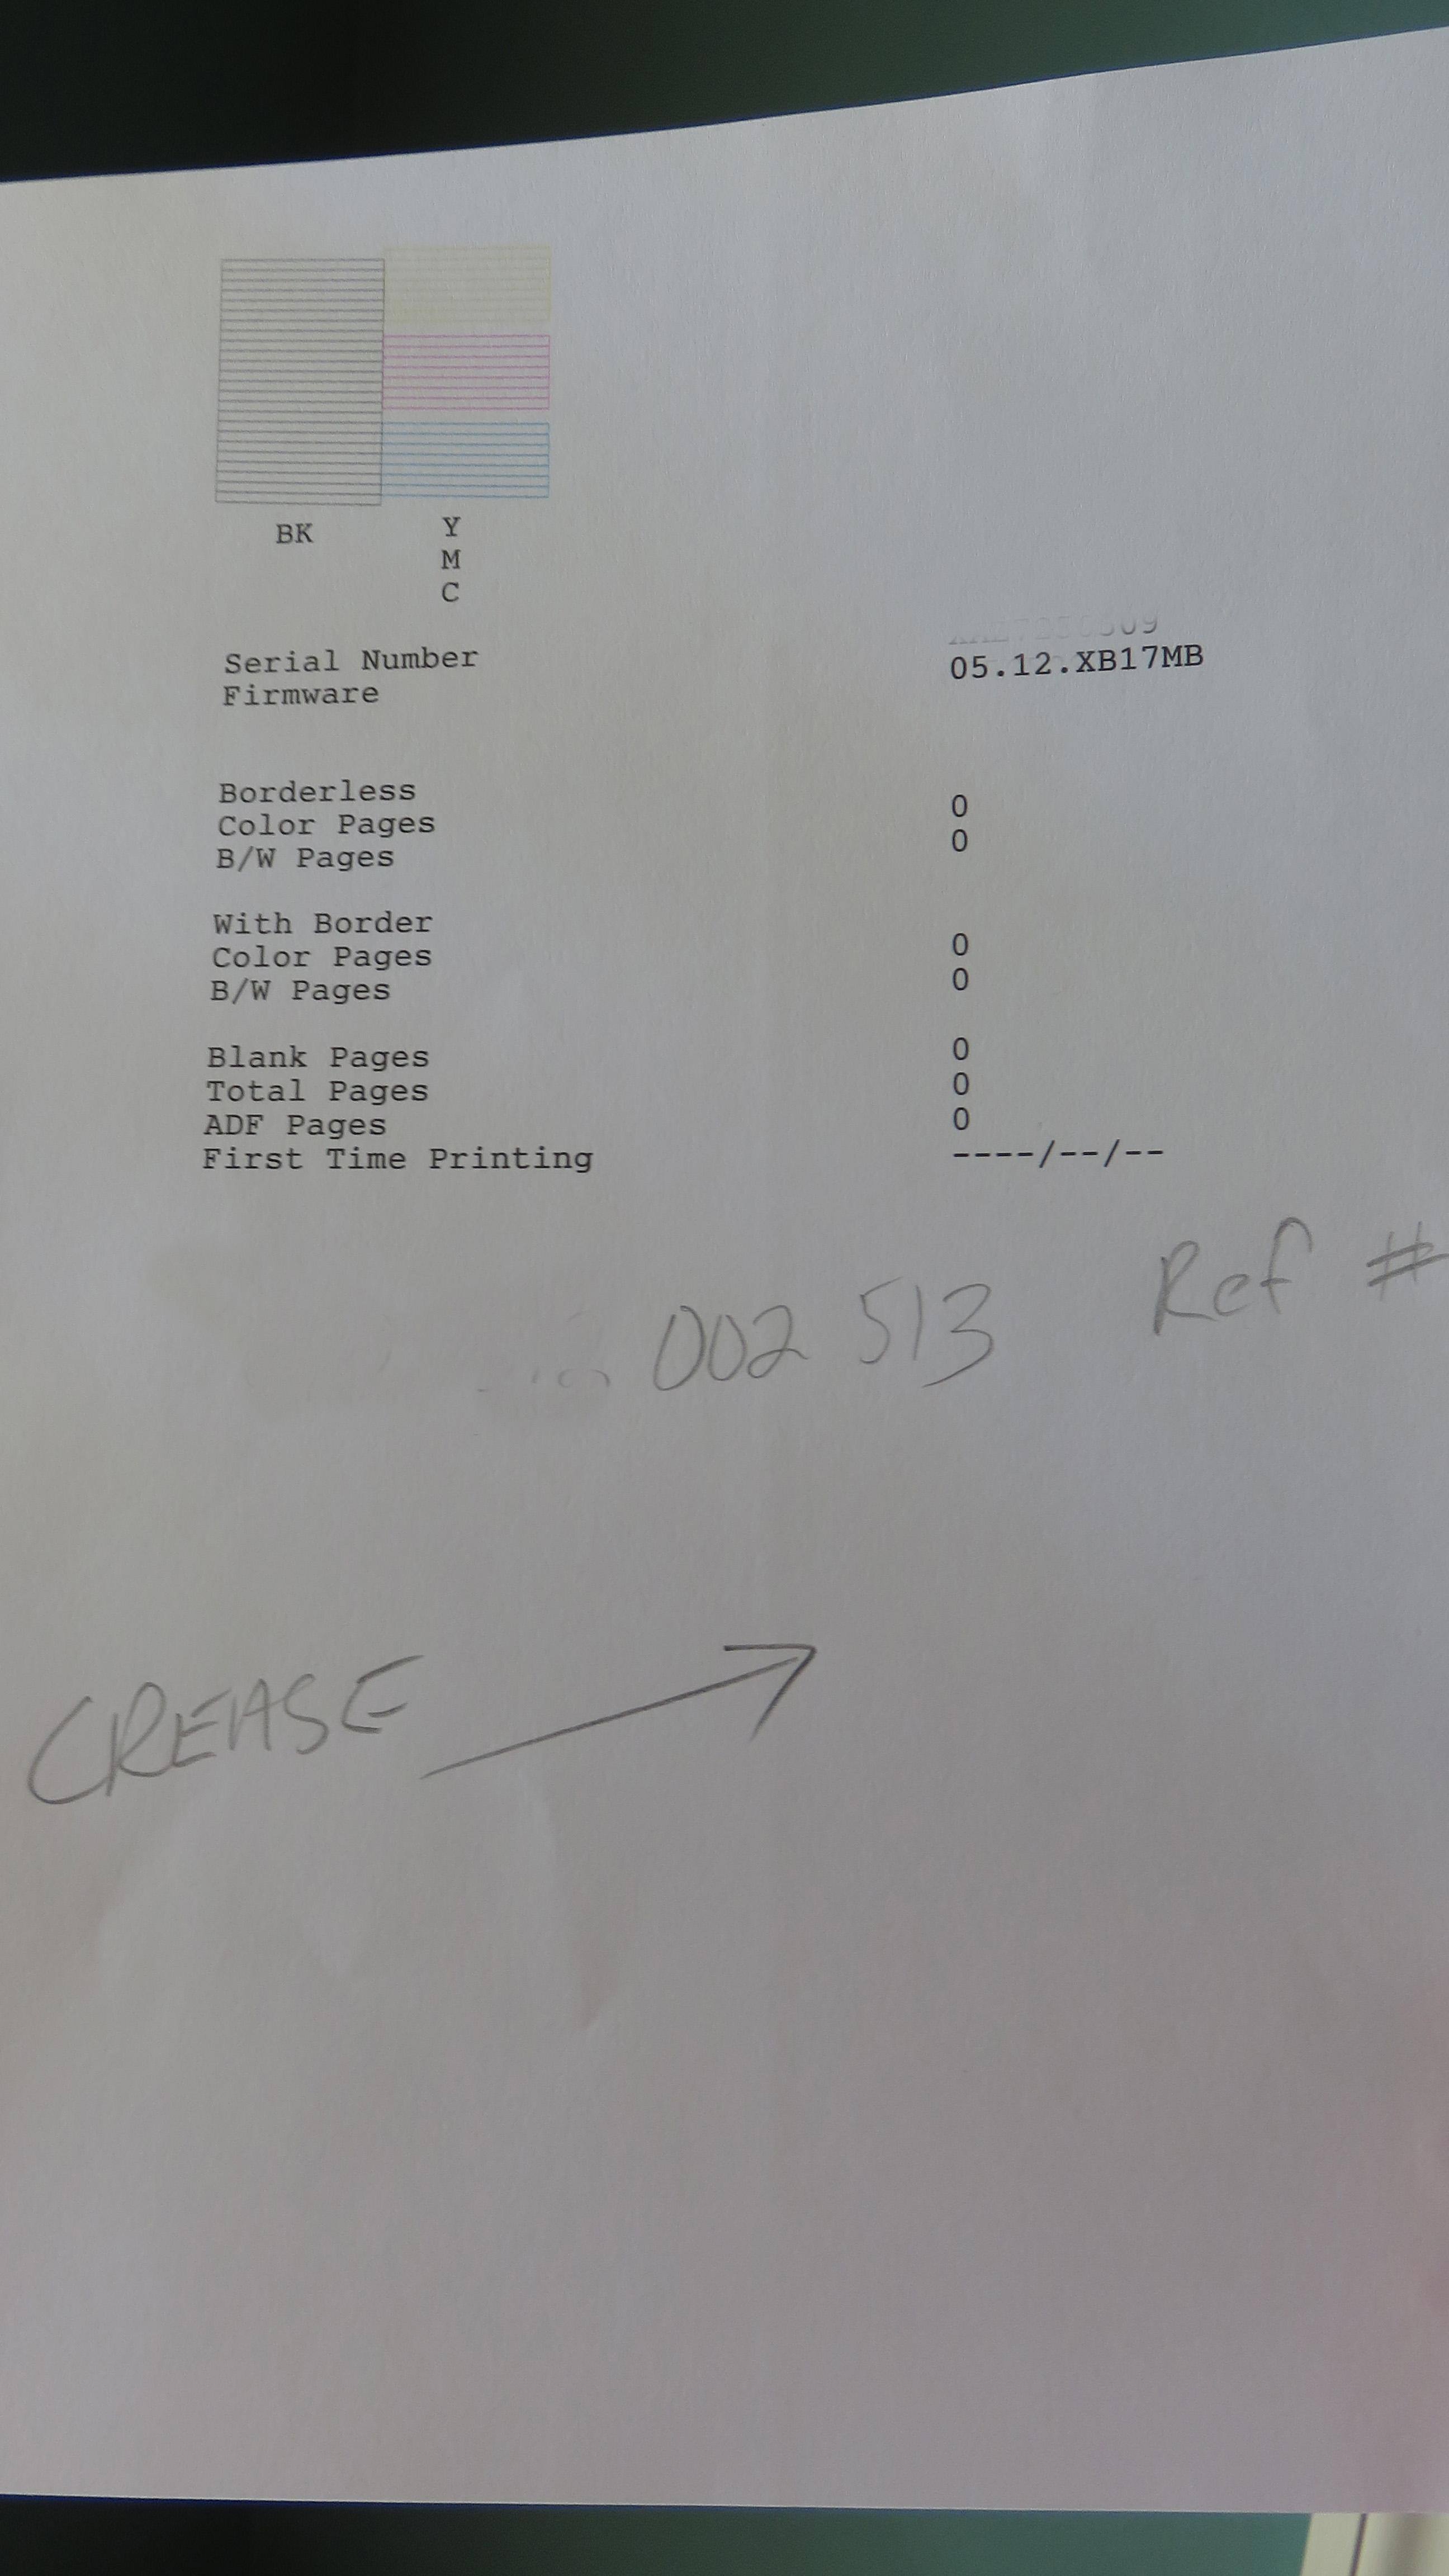 BK Y
M
C
Serial Number
Firmware 05.12.XB17MB
Borderless
Color Pages 0
B/W Pages 0
With Border
Color Pages 0
B/W Pages 0
Blank Pages 0
Total Pages 0
ADF Pages 0
First Time Printing ----/--/--
002 513 Ref #
CREASE